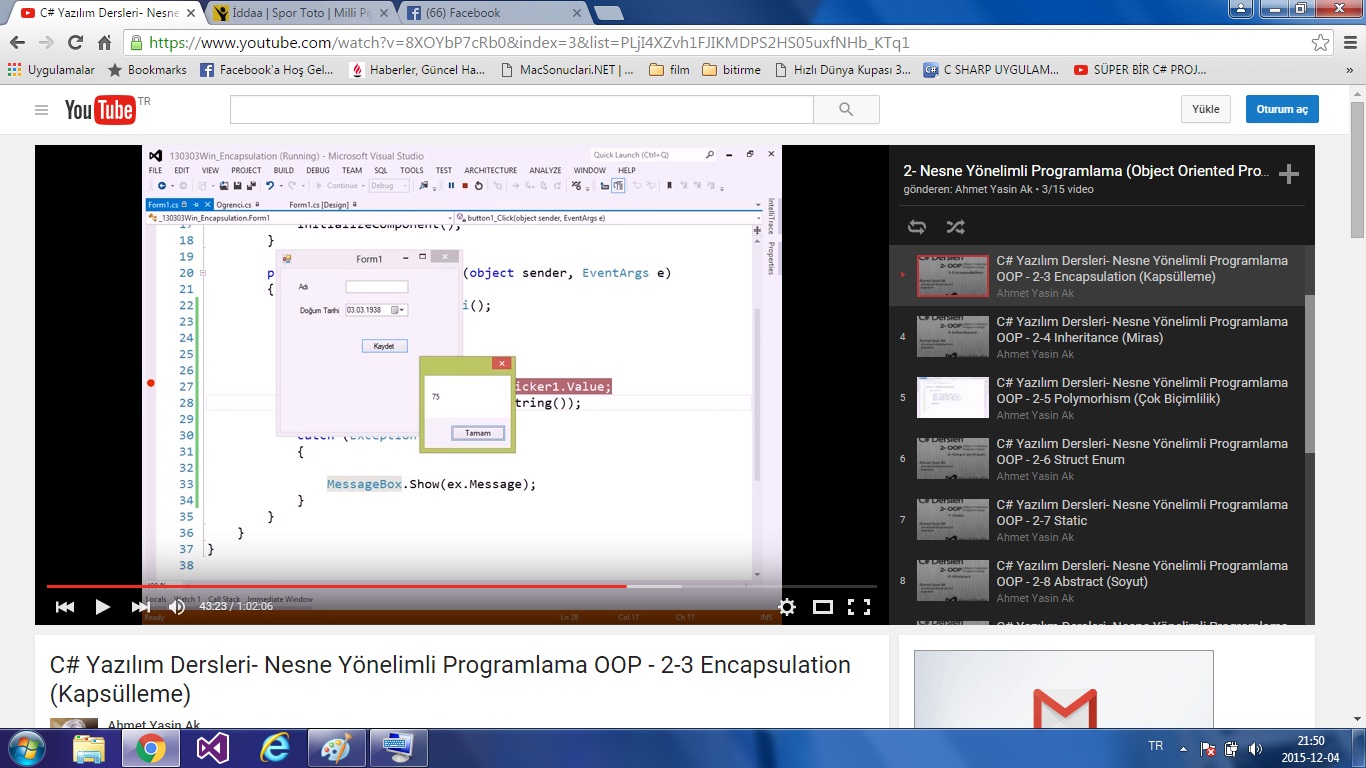 C# Yazılım Dersleri- Nesne
İddaa | Spor Toto | Milli Piy
(66) Facebook
https://www.youtube.com/watch?v=8XOYbP7cRb0&index=3&list=PLjI4XZvh1FJIKMDPS2HS05uxfNHb_KTq1
Uygulamalar
Bookmarks
Facebook'a Hoş Gel...
Haberler, Güncel Ha...
MacSonuclari.NET | ...
film
bitirme
Hızlı Dünya Kupası 3...
C SHARP UYGULAM...
SÜPER BİR C# PROJ...
»
YouTube TR
Yükle
Oturum aç
130303Win_Encapsulation (Running) - Microsoft Visual Studio
Quick Launch (Ctrl+Q)
FILE EDIT VIEW PROJECT BUILD DEBUG TEAM SQL TOOLS TEST ARCHITECTURE ANALYZE WINDOW HELP
Continue Debug
Form1.cs Ogrenci.cs Form1.cs [Design]
_130303Win_Encapsulation.Form1
button1_Click(object sender, EventArgs e)
IntelliTrace
Properties
17 InitializeComponent();
18 }
19
20 p (object sender, EventArgs e)
21 {
22 i();
23
24
25
26
27 icker1.Value;
28 tring());
29
30 catch (Exception
31 {
32
33 MessageBox.Show(ex.Message);
34 }
35 }
36 }
37 }
38
Form1
Adı
Doğum Tarihi 03.03.1938
Kaydet
75
Tamam
Locals Watch 1 Call Stack Immediate Window
43:23 / 1:02:06
Ready
Ln 28
Col 17
Ch 17
INS
2- Nesne Yönelimli Programlama (Object Oriented Pro...
gönderen: Ahmet Yasin Ak • 3/15 video
C# Yazılım Dersleri- Nesne Yönelimli Programlama
OOP - 2-3 Encapsulation (Kapsülleme)
Ahmet Yasin Ak
4
C# Yazılım Dersleri- Nesne Yönelimli Programlama
OOP - 2-4 Inheritance (Miras)
Ahmet Yasin Ak
5
C# Yazılım Dersleri- Nesne Yönelimli Programlama
OOP - 2-5 Polymorhism (Çok Biçimlilik)
Ahmet Yasin Ak
6
C# Yazılım Dersleri- Nesne Yönelimli Programlama
OOP - 2-6 Struct Enum
Ahmet Yasin Ak
7
C# Yazılım Dersleri- Nesne Yönelimli Programlama
OOP - 2-7 Static
Ahmet Yasin Ak
8
C# Yazılım Dersleri- Nesne Yönelimli Programlama
OOP - 2-8 Abstract (Soyut)
Ahmet Yasin Ak
C# Yazılım Dersleri- Nesne Yönelimli Programlama
C# Yazılım Dersleri- Nesne Yönelimli Programlama OOP - 2-3 Encapsulation
(Kapsülleme)
Ahmet Yasin Ak
TR
21:50
2015-12-04